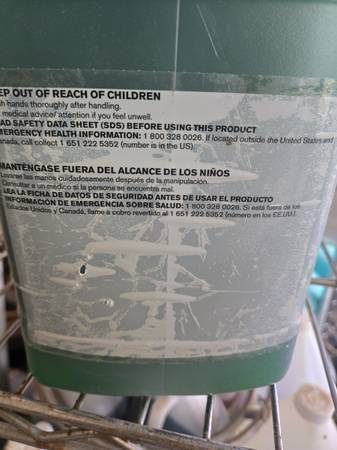 EP OUT OF REACH OF CHILDREN
sh hands thoroughly after handling.
medical advice/ attention if you feel unwell.
AD SAFETY DATA SHEET (SDS) BEFORE USING THIS PRODUCT
MERGENCY HEALTH INFORMATION: 1 800 328 0026. If located outside the United States and
anada, call collect 1 651 222 5352 (number is in the US).
MANTÉNGASE FUERA DEL ALCANCE DE LOS NIÑOS
Lavarse las manos cuidadosamente después de la manipulación.
Consultar a un médico si la persona se encuentra mal.
LEA LA FICHA DE DATOS DE SEGURIDAD ANTES DE USAR EL PRODUCTO
INFORMACIÓN DE EMERGENCIA SOBRE SALUD: 1 800 328 0026. Si está fuera de los
Estados Unidos y Canadá, llame a cobro revertido al 1 651 222 5352 (número en los EE.UU.).